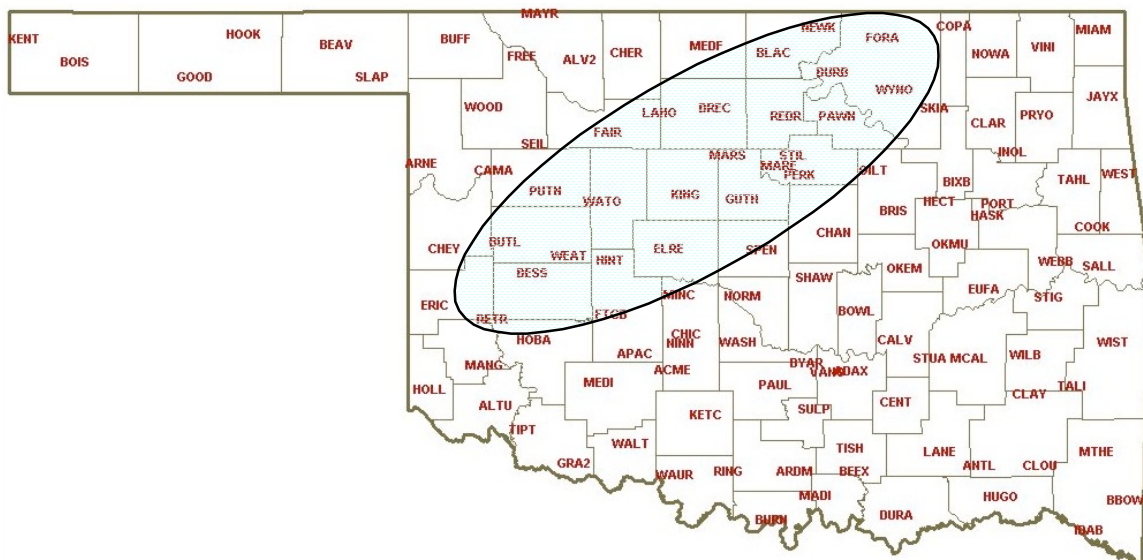 MAYR
KENT
HOOK
BEAV
BUFF
BOIS
GOOD
SLAP
FREE
ALV2
CHER
MEDF
BLAC
NEWK
FORA
COPA
NOWA
VINI
MIAM
WOOD
LAHO
BREC
BURB
WYNO
REDR
PAWN
SKIA
CLAR
PRYO
JAYX
FAIR
SEIL
ARNE
CAMA
MARS
STIL
MARE
PERK
OILT
INOL
BIXB
TAHL
WEST
PUTN
WATO
KING
GUTH
BRIS
HECT
PORT
HASK
COOK
CHEY
BUTL
WEAT
HINT
ELRE
SPEN
CHAN
OKMU
WEBB
SALL
BESS
ERIC
RETR
FTCB
MINC
NORM
SHAW
OKEM
BOWL
EUFA
STIG
HOBA
CHIC
NINN
WASH
APAC
ACME
CALV
STUA
MCAL
WILB
WIST
MANG
HOLL
ALTU
MEDI
BYAR
VANO
ADAX
PAUL
SULP
CENT
CLAY
TALI
KETC
TIPT
WALT
GRA2
WAUR
RING
ARDM
TISH
BEEX
LANE
ANTL
CLOU
MTHE
MADI
BURN
DURA
HUGO
BBOW
IDAB